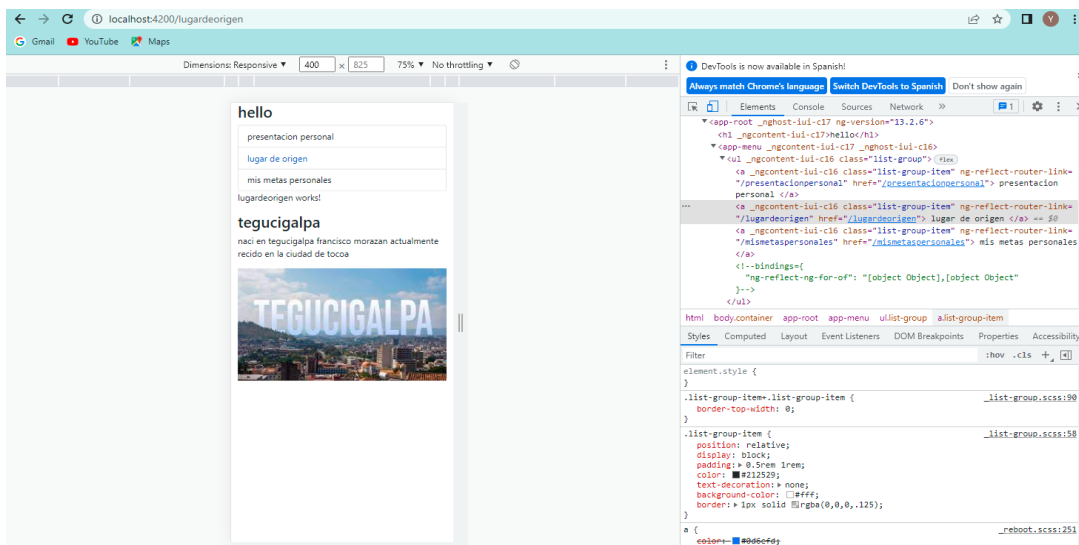 localhost:4200/lugardeorigen
Y
Gmail YouTube Maps
Dimensions: Responsive ▼ 400 × 825 75% ▼ No throttling ▼
hello
presentacion personal
lugar de origen
mis metas personales
lugardeorigen works!
tegucigalpa
naci en tegucigalpa francisco morazan actualmente
recido en la ciudad de tocoa
TEGUCIGALPA
DevTools is now available in Spanish!
Always match Chrome's language Switch DevTools to Spanish Don't show again
Elements Console Sources Network » 1
▼<app-root _nghost-iui-c17 ng-version="13.2.6">
<h1 _ngcontent-iui-c17>hello</h1>
▼<app-menu _ngcontent-iui-c17 _nghost-iui-c16>
▼<ul _ngcontent-iui-c16 class="list-group"> flex
<a _ngcontent-iui-c16 class="list-group-item" ng-reflect-router-link=
"/presentacionpersonal" href="/presentacionpersonal"> presentacion
personal </a>
<a _ngcontent-iui-c16 class="list-group-item" ng-reflect-router-link=
"/lugardeorigen" href="/lugardeorigen"> lugar de origen </a> == $0
<a _ngcontent-iui-c16 class="list-group-item" ng-reflect-router-link=
"/mismetaspersonales" href="/mismetaspersonales"> mis metas personales
</a>
<!--bindings={
"ng-reflect-ng-for-of": "[object Object],[object Object"
}-->
</ul>
html body.container app-root app-menu ul.list-group a.list-group-item
Styles Computed Layout Event Listeners DOM Breakpoints Properties Accessibility
Filter :hov .cls +
element.style {
}
.list-group-item+.list-group-item { _list-group.scss:90
border-top-width: 0;
}
.list-group-item { _list-group.scss:58
position: relative;
display: block;
padding:▶ 0.5rem 1rem;
color: #212529;
text-decoration:▶ none;
background-color: #fff;
border:▶ 1px solid rgba(0,0,0,.125);
}
a { _reboot.scss:251
color: #0d6efd;